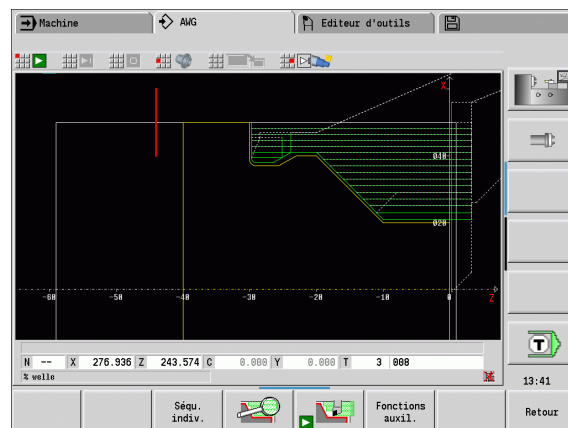 Machine AWG Editeur d'outils
X
Ø40
Ø20
-60 -50 -40 -30 -20 -10 0 Z
N -- X 276.936 Z 243.574 C 0.000 Y 0.000 T 3 008
% welle
T
13:41
Séqu. indiv.
Fonctions auxil.
Retour